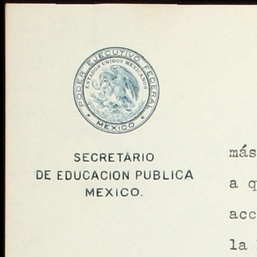 PODER EJECUTIVO FEDERAL
ESTADOS UNIDOS MEXICANOS
MEXICO
SECRETARIO
DE EDUCACION PUBLICA
MEXICO.
más
a q
acc
la